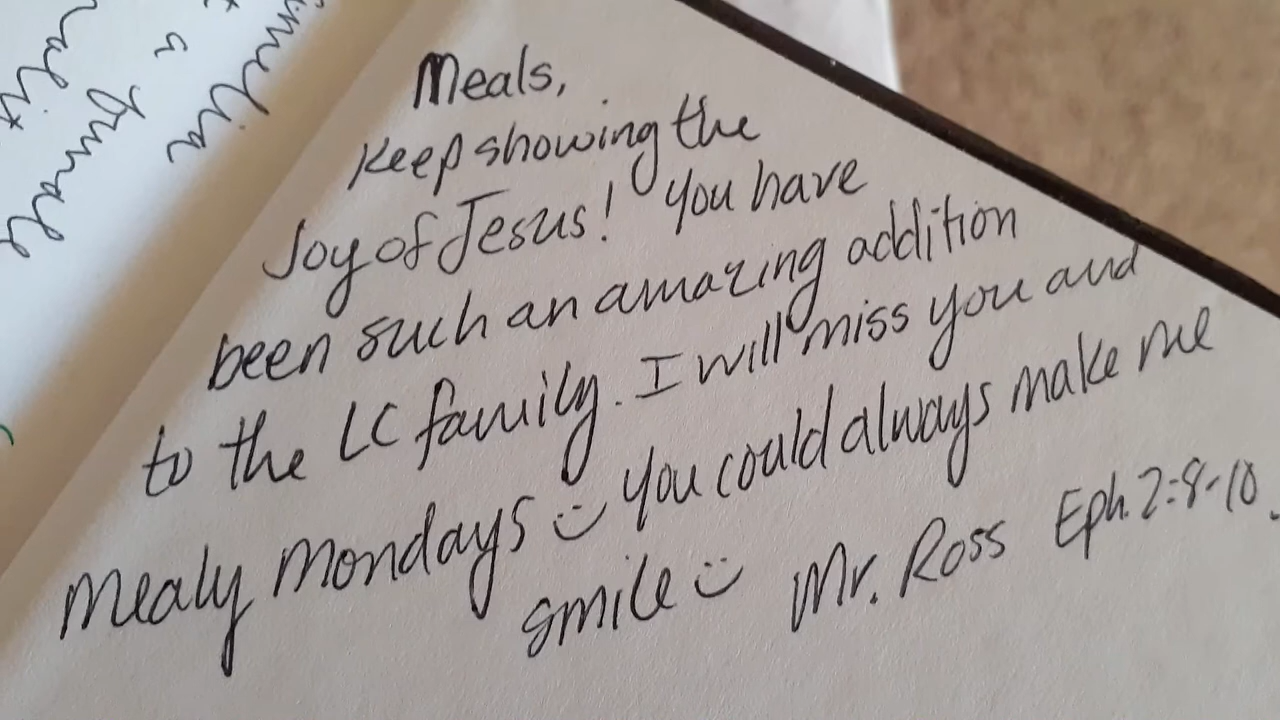 Meals,
Keep showing the
Joy of Jesus! You have
been such an amazing addition
to the LC family. I will miss you and
Mealy Mondays :) You could always make me
smile :) Mr. Ross Eph. 2:8-10